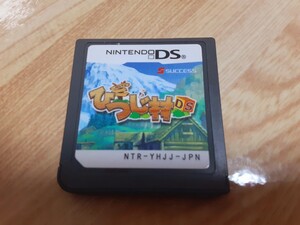 NINTENDO DS
SUCCESS
ひつじ村DS
NTR-YHJJ-JPN